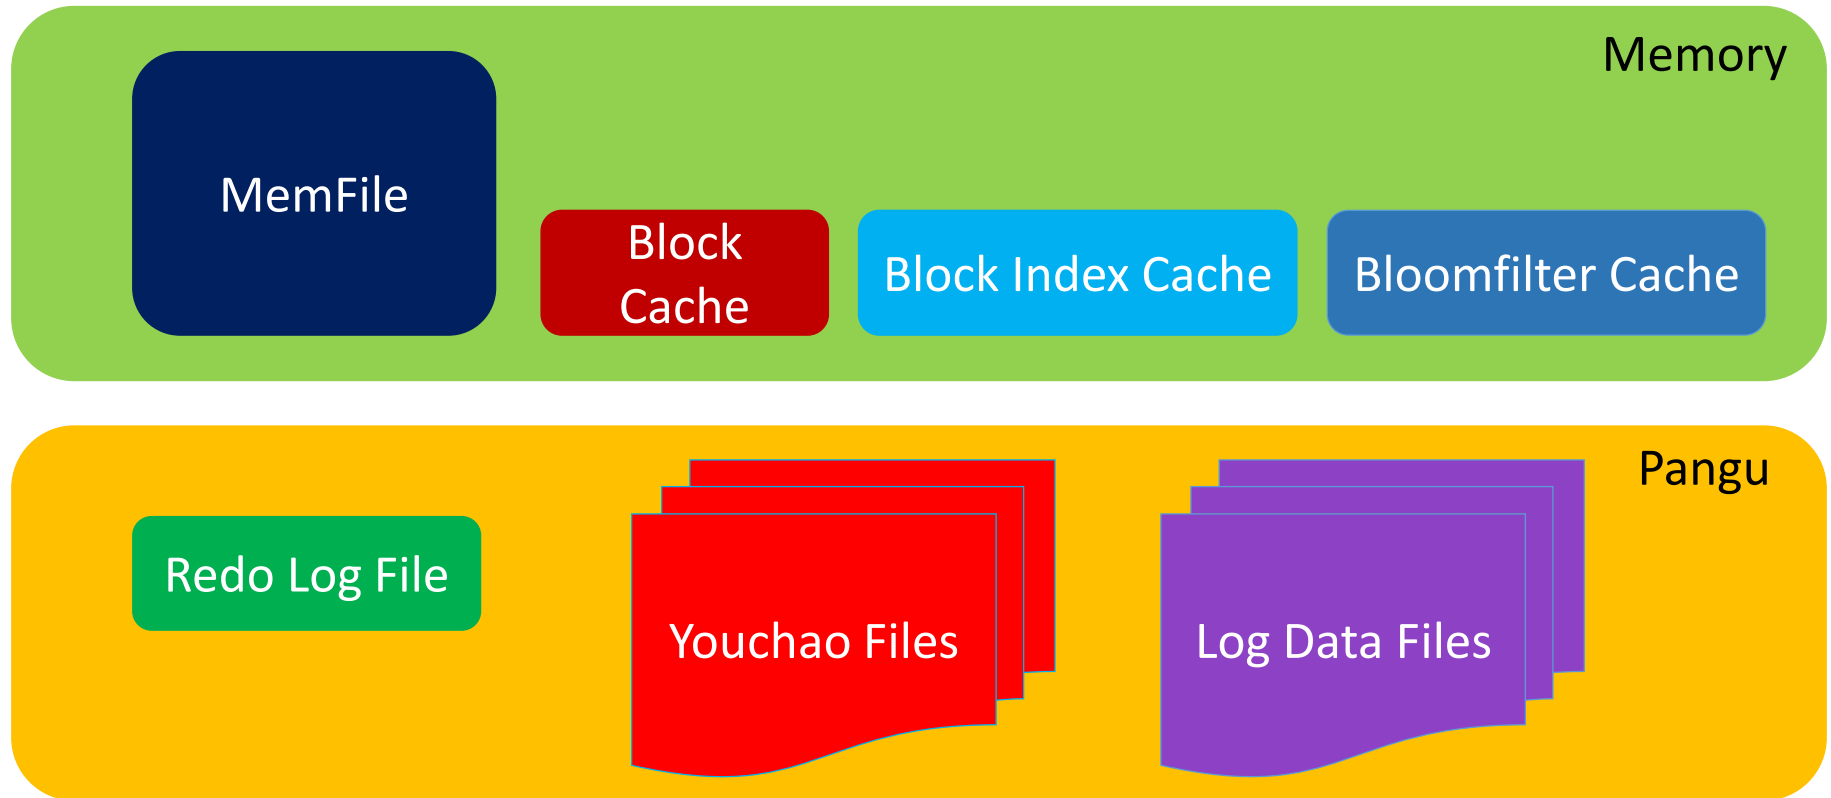 Memory
MemFile
Block
Cache
Block Index Cache
Bloomfilter Cache
Pangu
Redo Log File
Youchao Files
Log Data Files